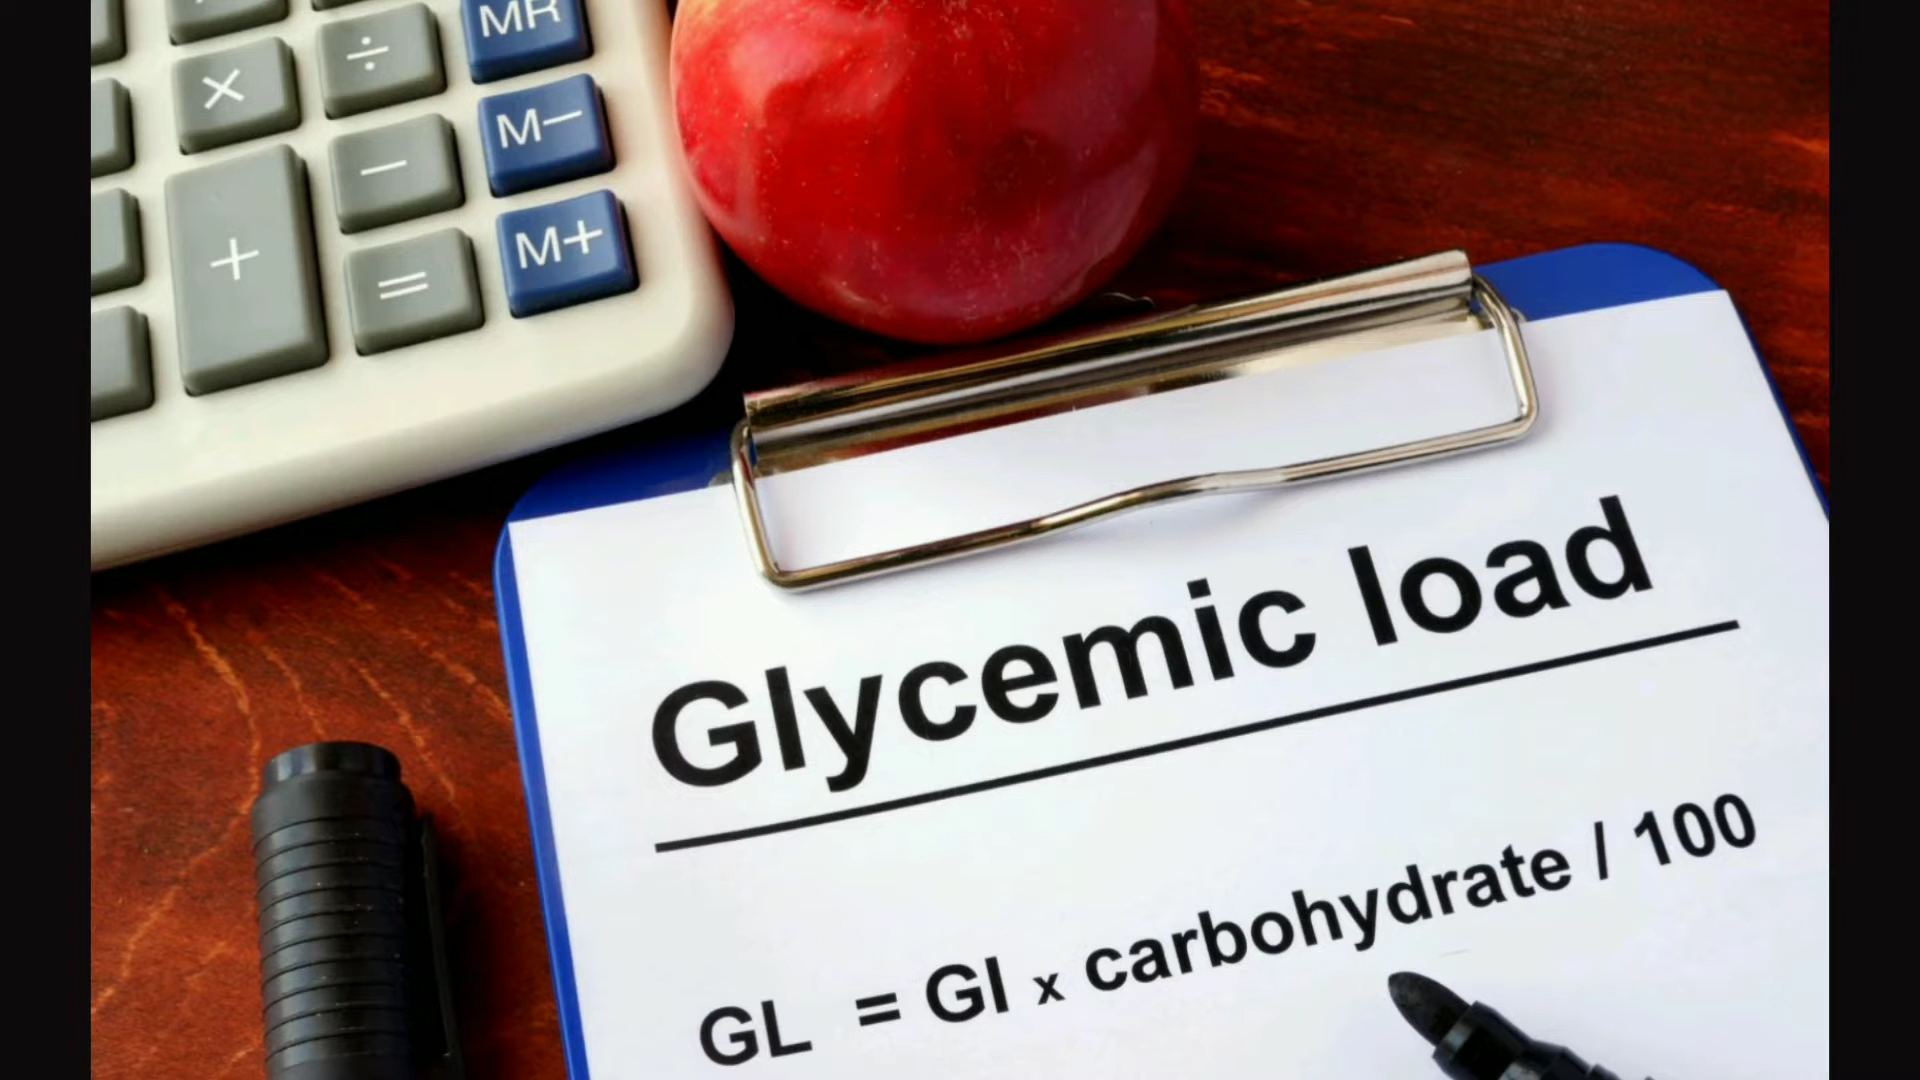 MR
× ÷
M−
−
M+
+
=
Glycemic load
GL = GI x carbohydrate / 100